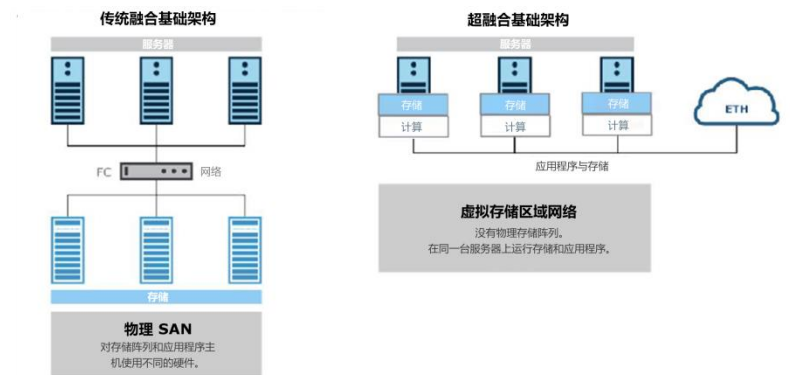 传统融合基础架构
服务器
FC
网络
存储
物理 SAN
对存储阵列和应用程序主
机使用不同的硬件。
超融合基础架构
服务器
存储
存储
存储
计算
计算
计算
ETH
应用程序与存储
虚拟存储区域网络
没有物理存储阵列。
在同一台服务器上运行存储和应用程序。